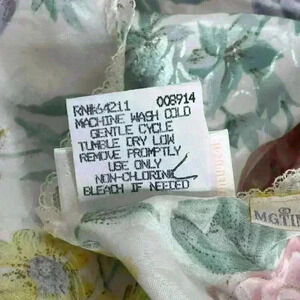 RN#64211 008914
MACHINE WASH COLD
GENTLE CYCLE
TUMBLE DRY LOW
REMOVE PROMPTLY
USE ONLY
NON-CHLORINE
BLEACH IF NEEDED